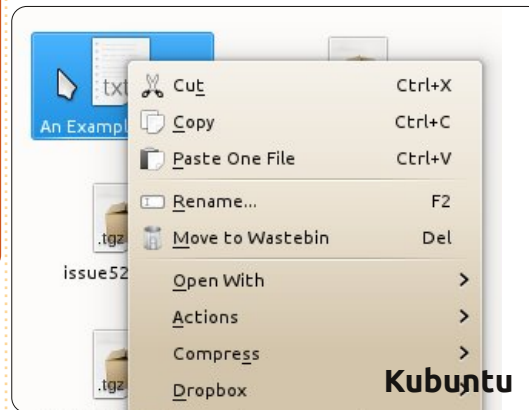 txt
An Exampl
Cut Ctrl+X
Copy Ctrl+C
Paste One File Ctrl+V
Rename... F2
Move to Wastebin Del
.tgz
issue52
Open With
Actions
Compress
.tgz
Dropbox
Kubuntu